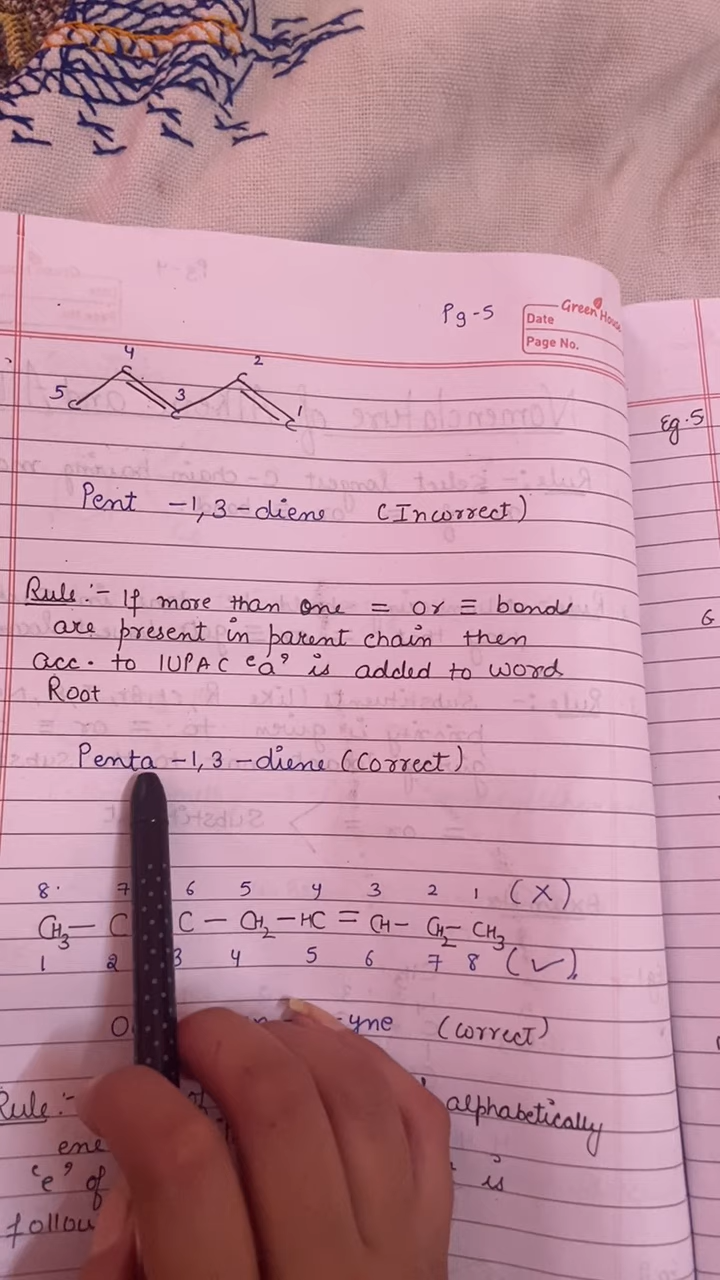 Pg-5
Green House
Date
Page No.
4 2
5 3 1
C C C C C
Eg.5
Pent -1,3-diene (Incorrect)
Rule:- If more than one = or ≡ bonds
are present in parent chain then
acc. to IUPAC 'a' is added to word
Root
Penta -1,3-diene (Correct)
8 7 6 5 4 3 2 1 (X)
CH3- C C - CH2 -HC = CH- CH2- CH3
1 2 3 4 5 6 7 8 (✓)
yne (correct)
Rule:- alphabetically
ene
'e' of is
follow